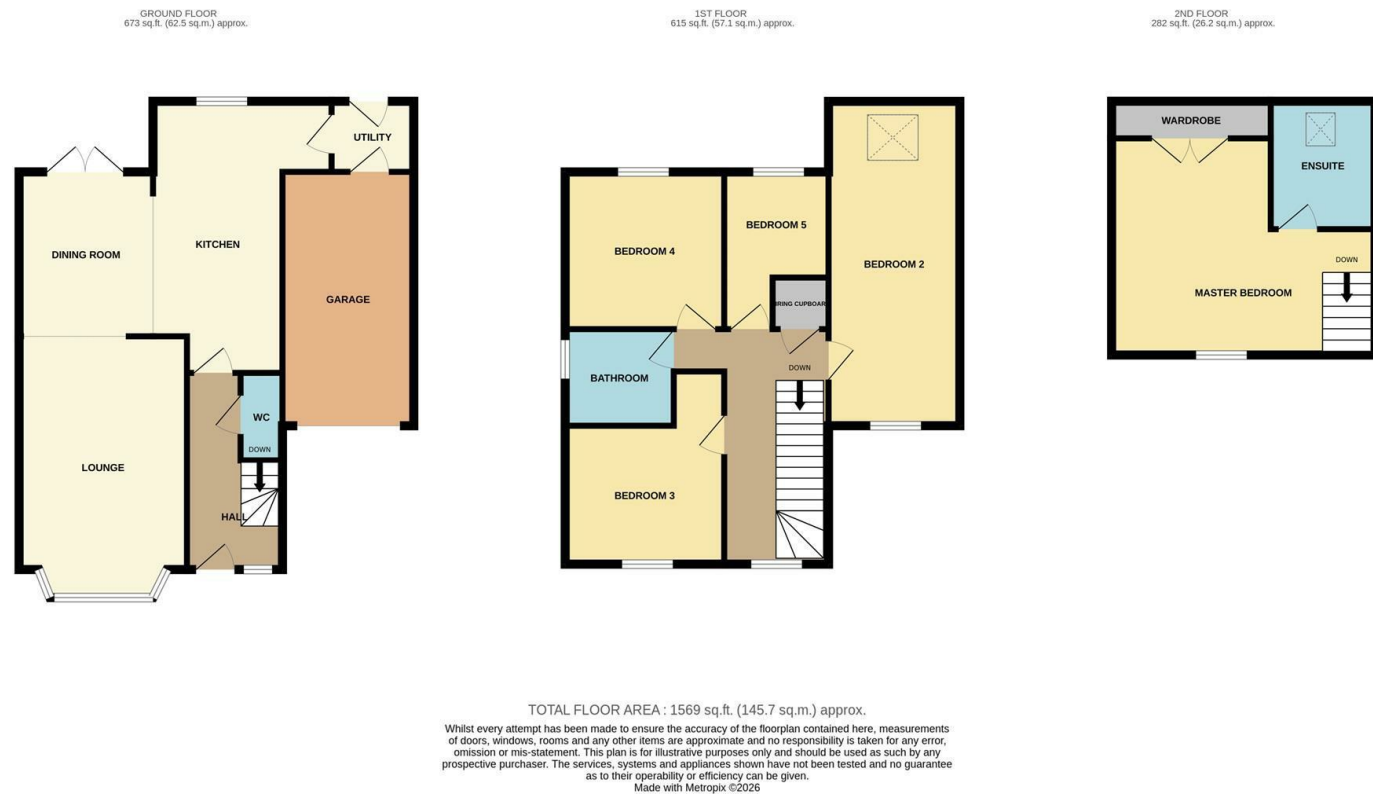 GROUND FLOOR
673 sq.ft. (62.5 sq.m.) approx.
1ST FLOOR
615 sq.ft. (57.1 sq.m.) approx.
2ND FLOOR
282 sq.ft. (26.2 sq.m.) approx.
UTILITY
DINING ROOM
KITCHEN
GARAGE
WC
DOWN
LOUNGE
HALL
BEDROOM 5
BEDROOM 4
BEDROOM 2
IRING CUPBOAR
DOWN
BATHROOM
BEDROOM 3
WARDROBE
ENSUITE
DOWN
MASTER BEDROOM
TOTAL FLOOR AREA : 1569 sq.ft. (145.7 sq.m.) approx.
Whilst every attempt has been made to ensure the accuracy of the floorplan contained here, measurements
of doors, windows, rooms and any other items are approximate and no responsibility is taken for any error,
omission or mis-statement. This plan is for illustrative purposes only and should be used as such by any
prospective purchaser. The services, systems and appliances shown have not been tested and no guarantee
as to their operability or efficiency can be given.
Made with Metropix ©2026